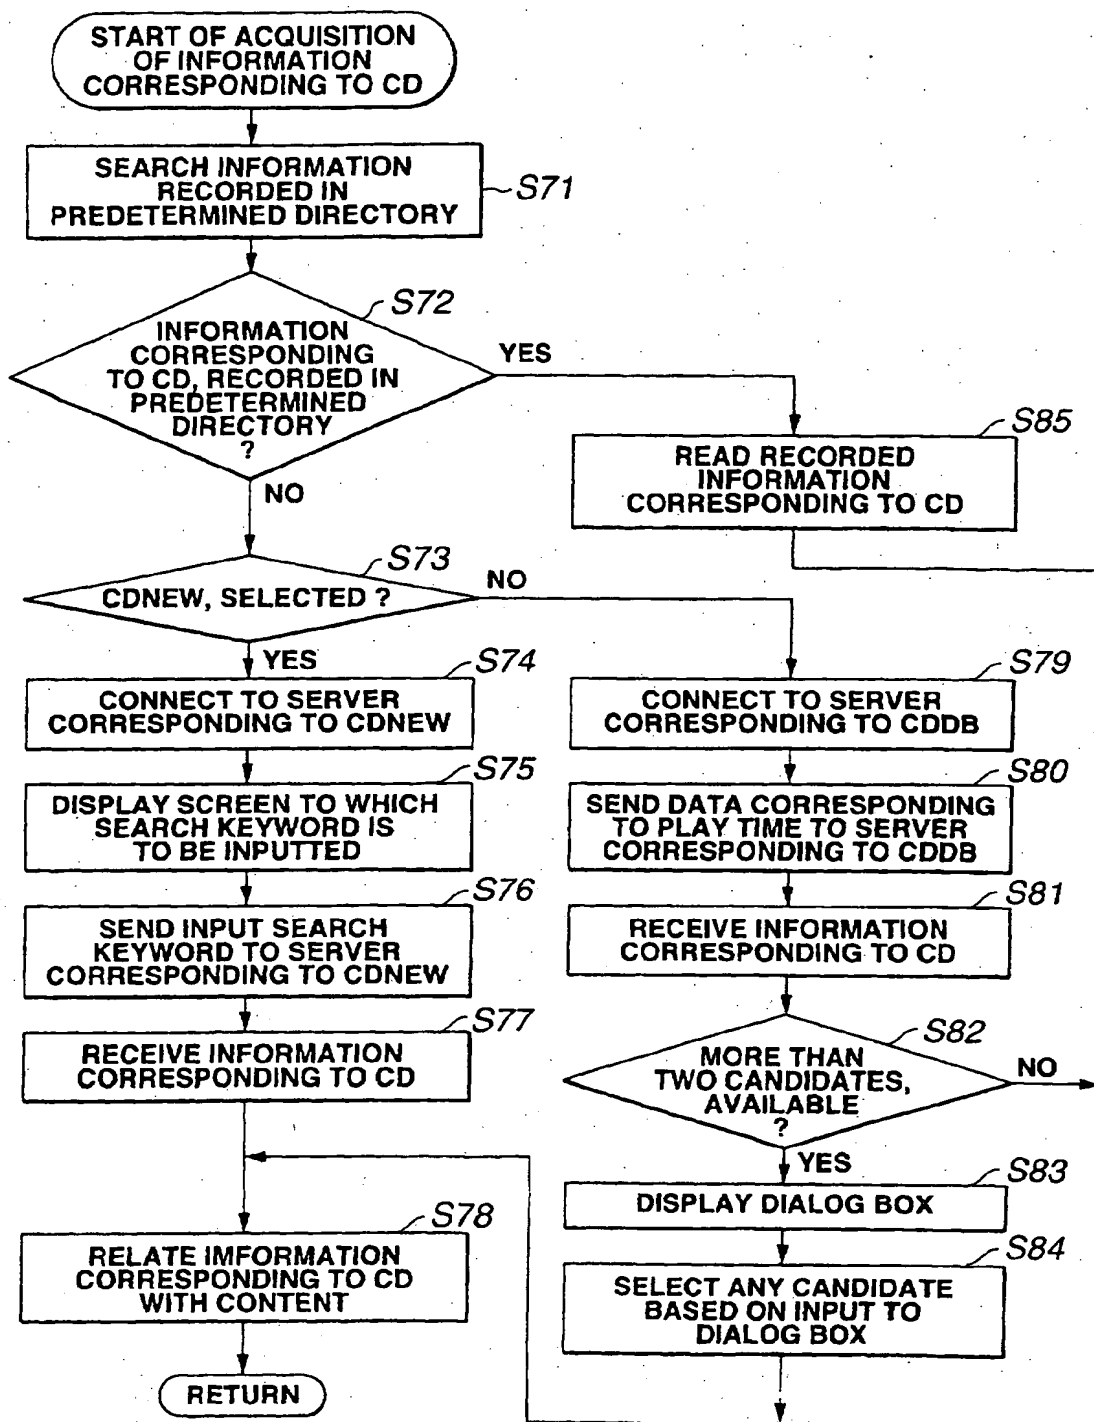 START OF ACQUISITION
OF INFORMATION
CORRESPONDING TO CD
SEARCH INFORMATION
RECORDED IN
PREDETERMINED DIRECTORY
S71
S72
INFORMATION
CORRESPONDING
TO CD, RECORDED IN
PREDETERMINED
DIRECTORY
?
YES
NO
S85
READ RECORDED
INFORMATION
CORRESPONDING TO CD
S73
CDNEW, SELECTED ?
NO
YES
S74
CONNECT TO SERVER
CORRESPONDING TO CDNEW
S75
DISPLAY SCREEN TO WHICH
SEARCH KEYWORD IS
TO BE INPUTTED
S76
SEND INPUT SEARCH
KEYWORD TO SERVER
CORRESPONDING TO CDNEW
S77
RECEIVE INFORMATION
CORRESPONDING TO CD
S78
RELATE IMFORMATION
CORRESPONDING TO CD
WITH CONTENT
RETURN
S79
CONNECT TO SERVER
CORRESPONDING TO CDDB
S80
SEND DATA CORRESPONDING
TO PLAY TIME TO SERVER
CORRESPONDING TO CDDB
S81
RECEIVE INFORMATION
CORRESPONDING TO CD
S82
MORE THAN
TWO CANDIDATES,
AVAILABLE
?
NO
YES
S83
DISPLAY DIALOG BOX
S84
SELECT ANY CANDIDATE
BASED ON INPUT TO
DIALOG BOX